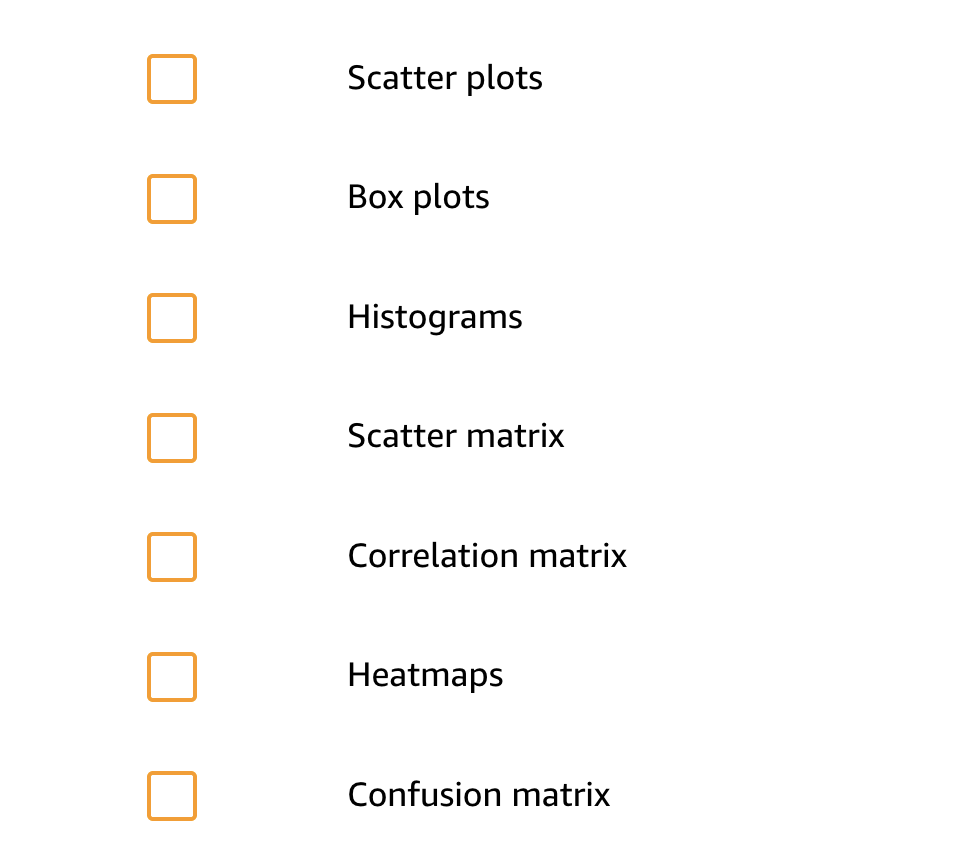 Scatter plots
Box plots
Histograms
Scatter matrix
Correlation matrix
Heatmaps
Confusion matrix